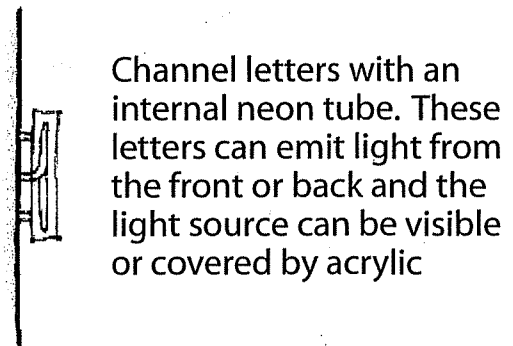 Channel letters with an
internal neon tube. These
letters can emit light from
the front or back and the
light source can be visible
or covered by acrylic